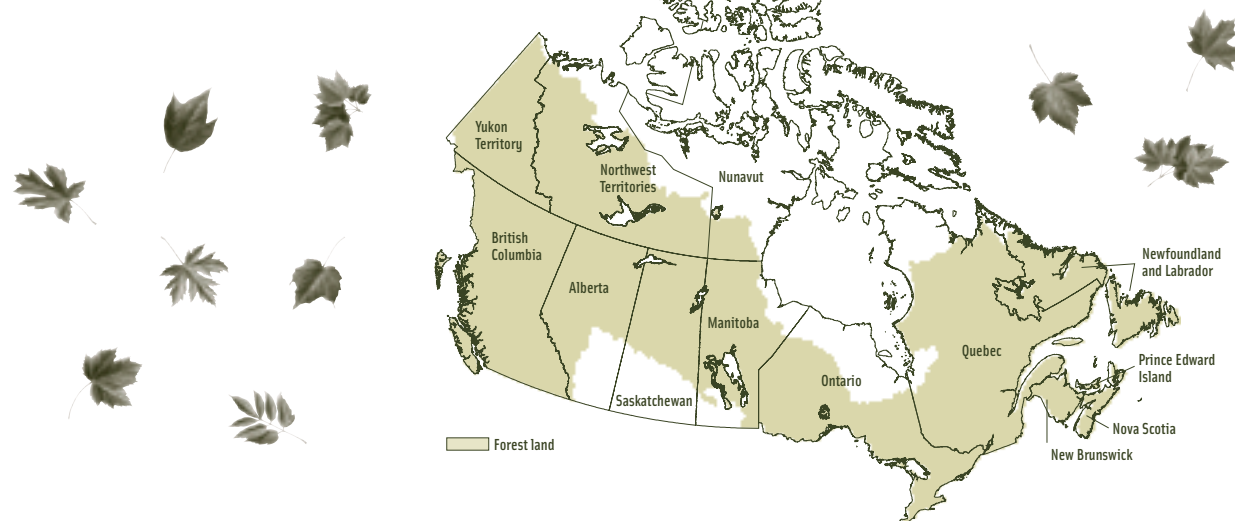 Yukon
Territory
Northwest
Territories
Nunavut
British
Columbia
Alberta
Saskatchewan
Manitoba
Ontario
Quebec
Newfoundland
and Labrador
Prince Edward
Island
Nova Scotia
New Brunswick
Forest land